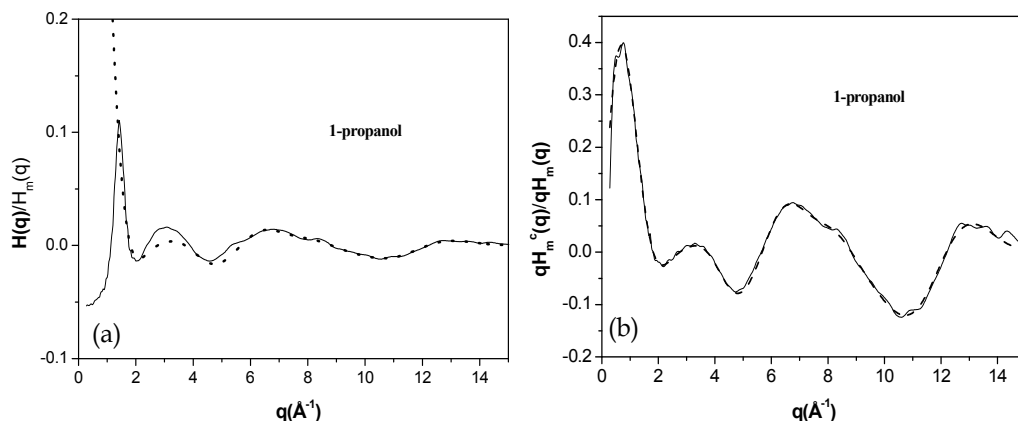 0.2
0.1
0.0
-0.1
H(q)/H_m(q)
1-propanol
(a)
0 2 4 6 8 10 12 14
q(Å⁻¹)
0.4
0.3
0.2
0.1
0.0
-0.1
-0.2
qH_m^c(q)/qH_m(q)
1-propanol
(b)
0 2 4 6 8 10 12 14
q(Å⁻¹)